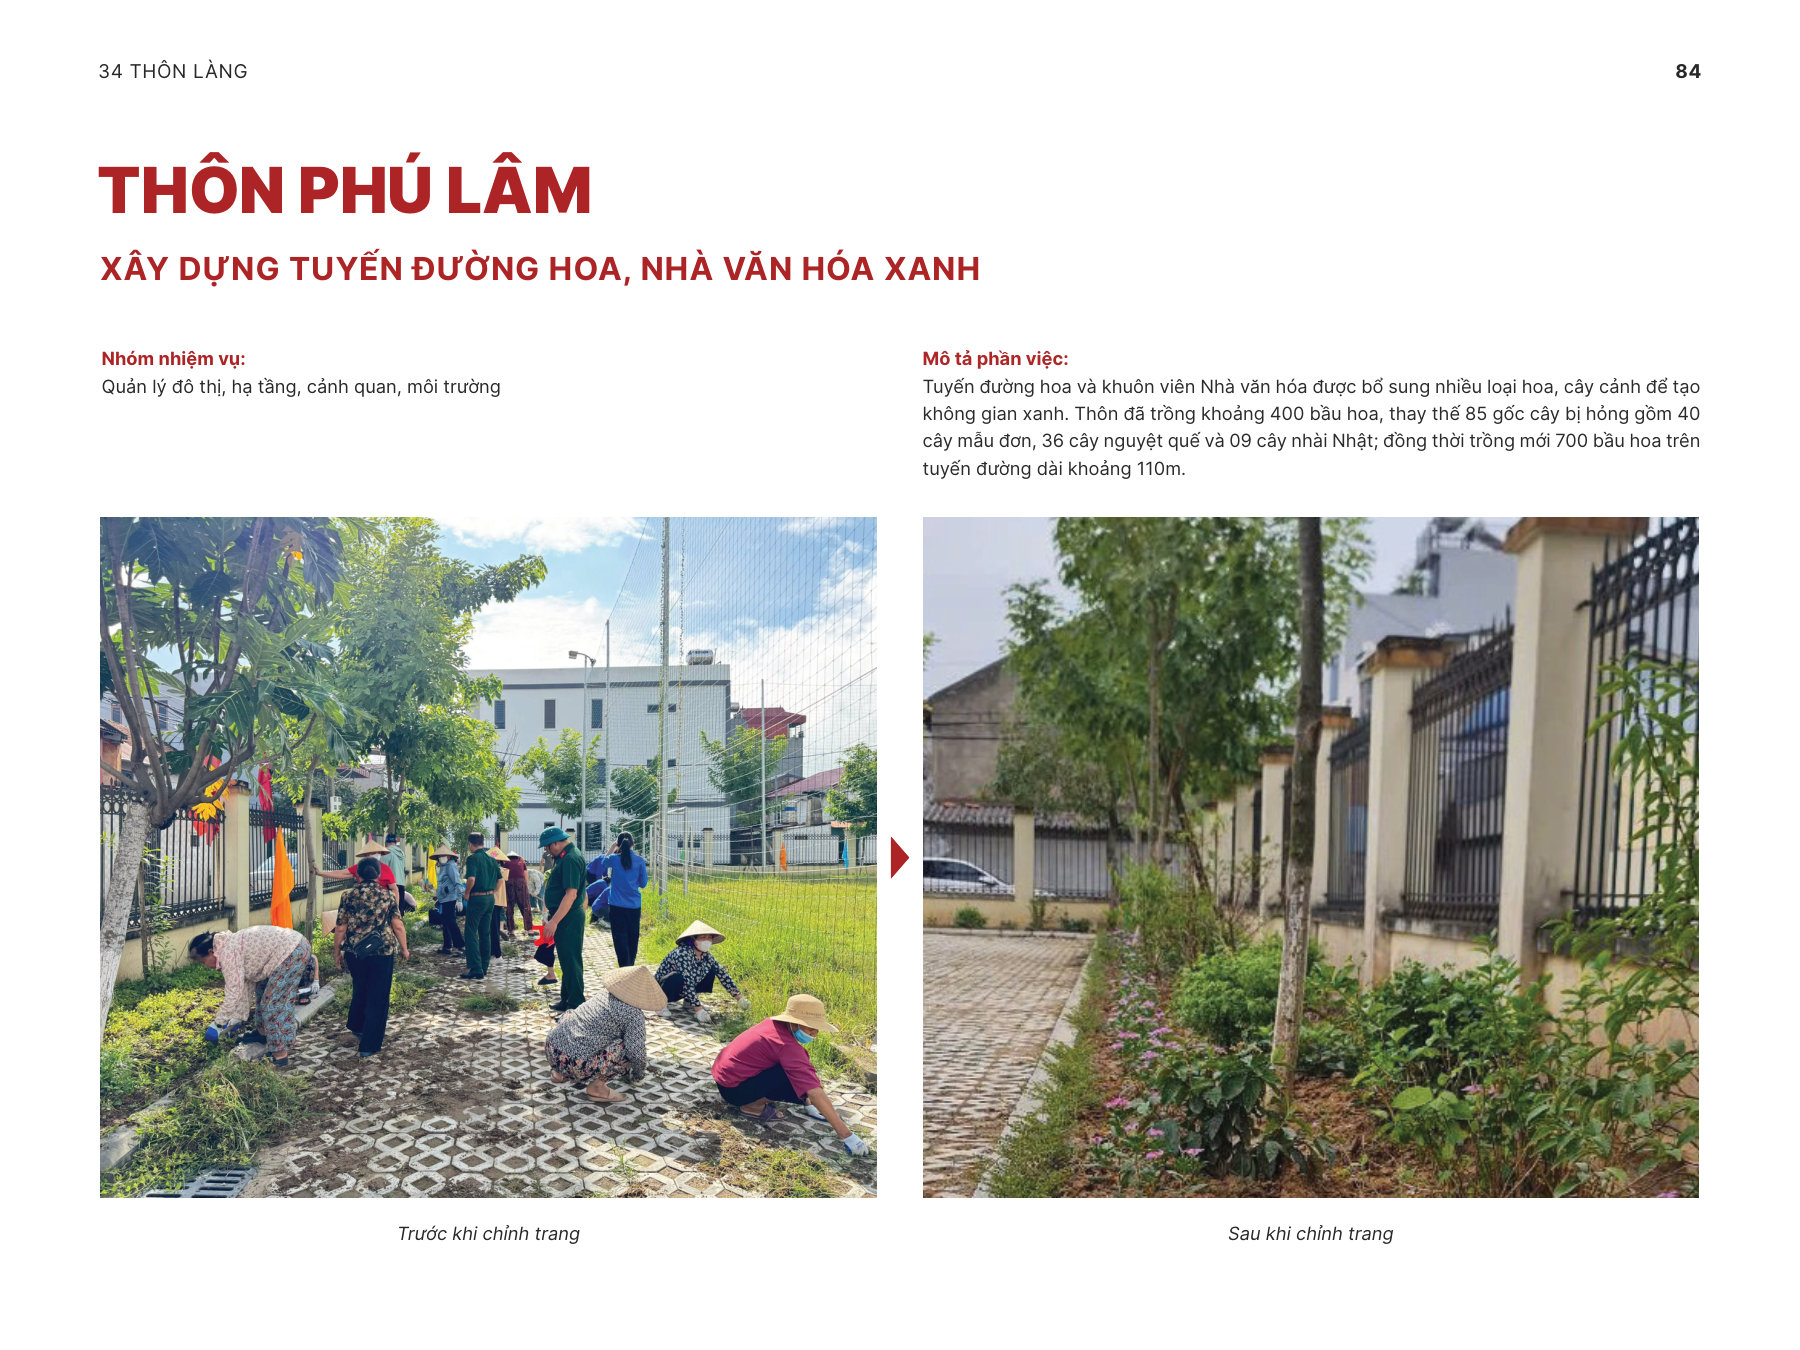 34 THÔN LÀNG
84
THÔN PHÚ LÂM
XÂY DỰNG TUYẾN ĐƯỜNG HOA, NHÀ VĂN HÓA XANH
Nhóm nhiệm vụ:
Quản lý đô thị, hạ tầng, cảnh quan, môi trường
Mô tả phần việc:
Tuyến đường hoa và khuôn viên Nhà văn hóa được bổ sung nhiều loại hoa, cây cảnh để tạo
không gian xanh. Thôn đã trồng khoảng 400 bầu hoa, thay thế 85 gốc cây bị hỏng gồm 40
cây mẫu đơn, 36 cây nguyệt quế và 09 cây nhài Nhật; đồng thời trồng mới 700 bầu hoa trên
tuyến đường dài khoảng 110m.
Trước khi chỉnh trang
Sau khi chỉnh trang